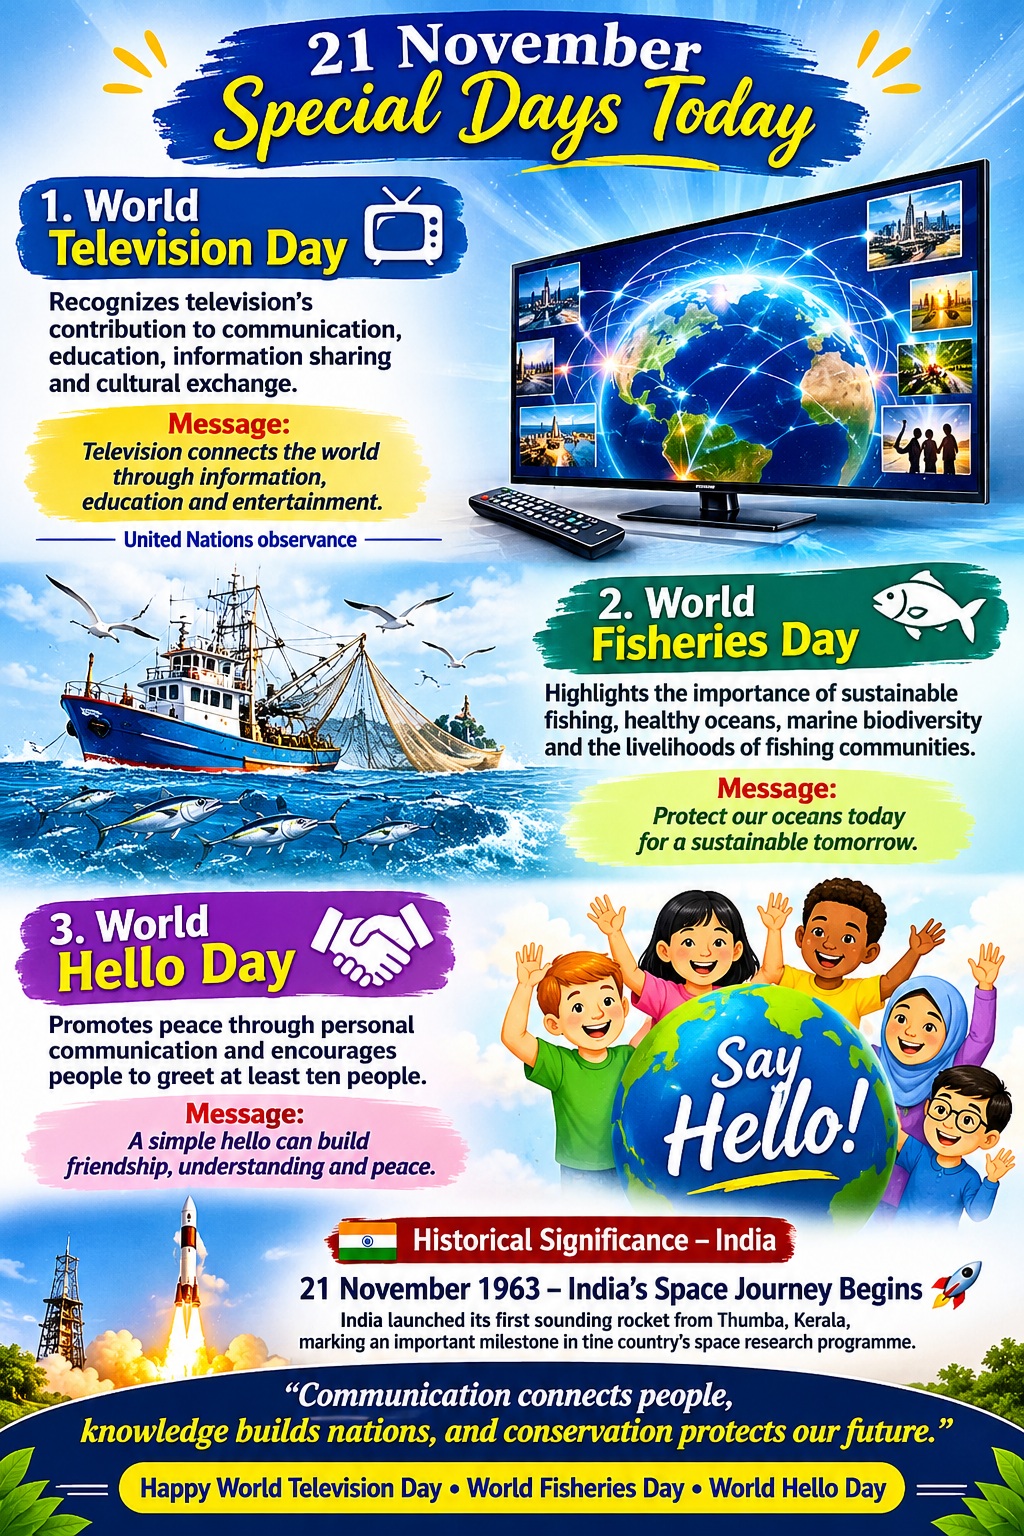 21 November
Special Days Today
1. World
Television Day
Recognizes television's
contribution to communication,
education, information sharing
and cultural exchange.
Message:
Television connects the world
through information,
education and entertainment.
United Nations observance
2. World
Fisheries Day
Highlights the importance of sustainable
fishing, healthy oceans, marine biodiversity
and the livelihoods of fishing communities.
Message:
Protect our oceans today
for a sustainable tomorrow.
3. World
Hello Day
Promotes peace through personal
communication and encourages
people to greet at least ten people.
Message:
A simple hello can build
friendship, understanding and peace.
Say
Hello!
Historical Significance – India
21 November 1963 – India's Space Journey Begins
India launched its first sounding rocket from Thumba, Kerala,
marking an important milestone in tine country's space research programme.
"Communication connects people,
knowledge builds nations, and conservation protects our future."
Happy World Television Day • World Fisheries Day • World Hello Day